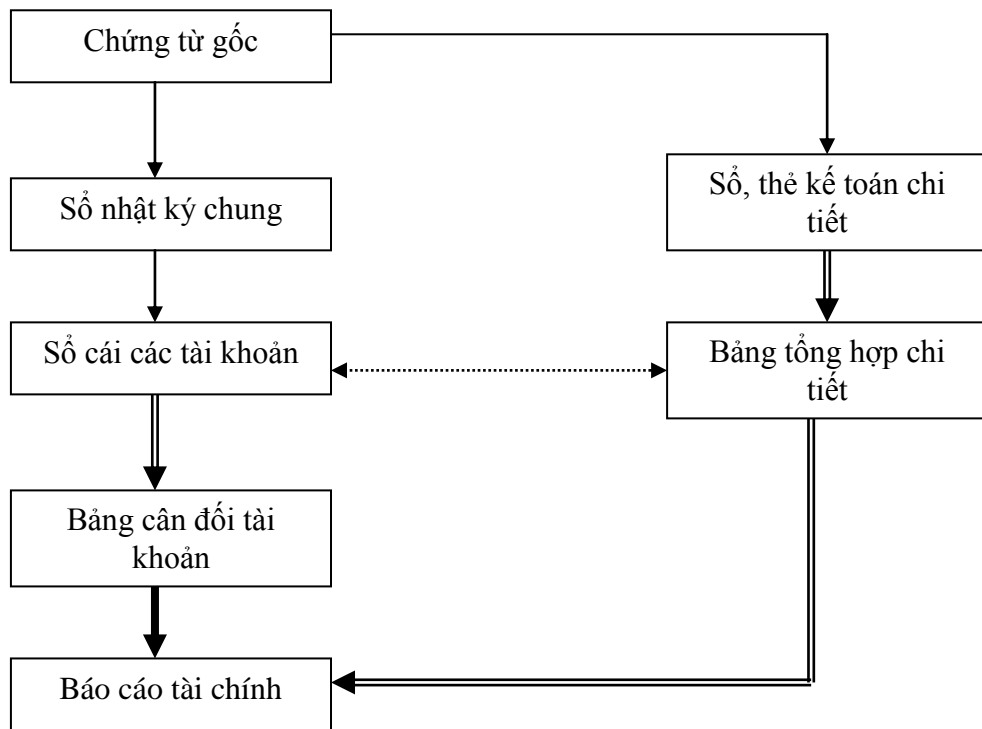 Chứng từ gốc
Sổ nhật ký chung
Sổ, thẻ kế toán chi
tiết
Sổ cái các tài khoản
Bảng tổng hợp chi
tiết
Bảng cân đối tài
khoản
Báo cáo tài chính